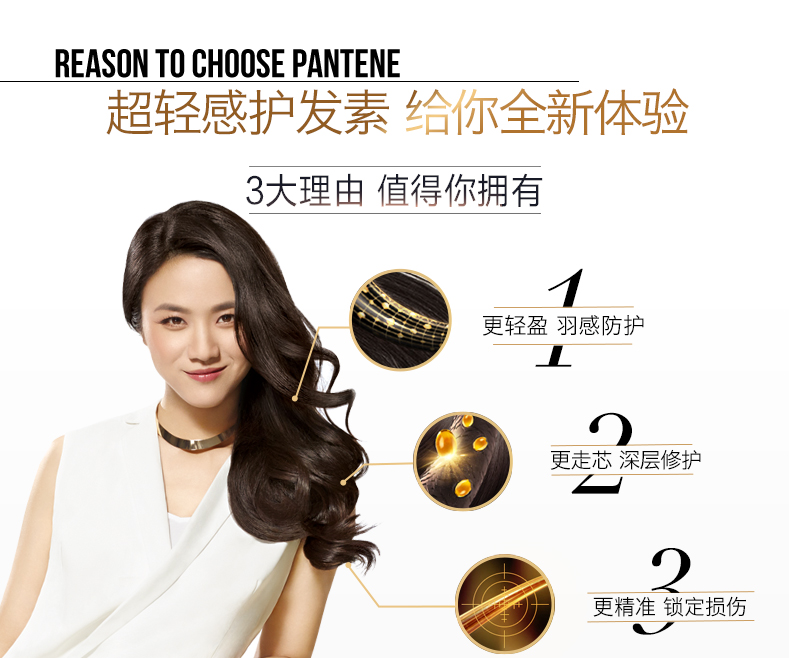 REASON TO CHOOSE PANTENE
超轻感护发素 给你全新体验
3大理由 值得你拥有
1
更轻盈 羽感防护
2
更走芯 深层修护
3
更精准 锁定损伤